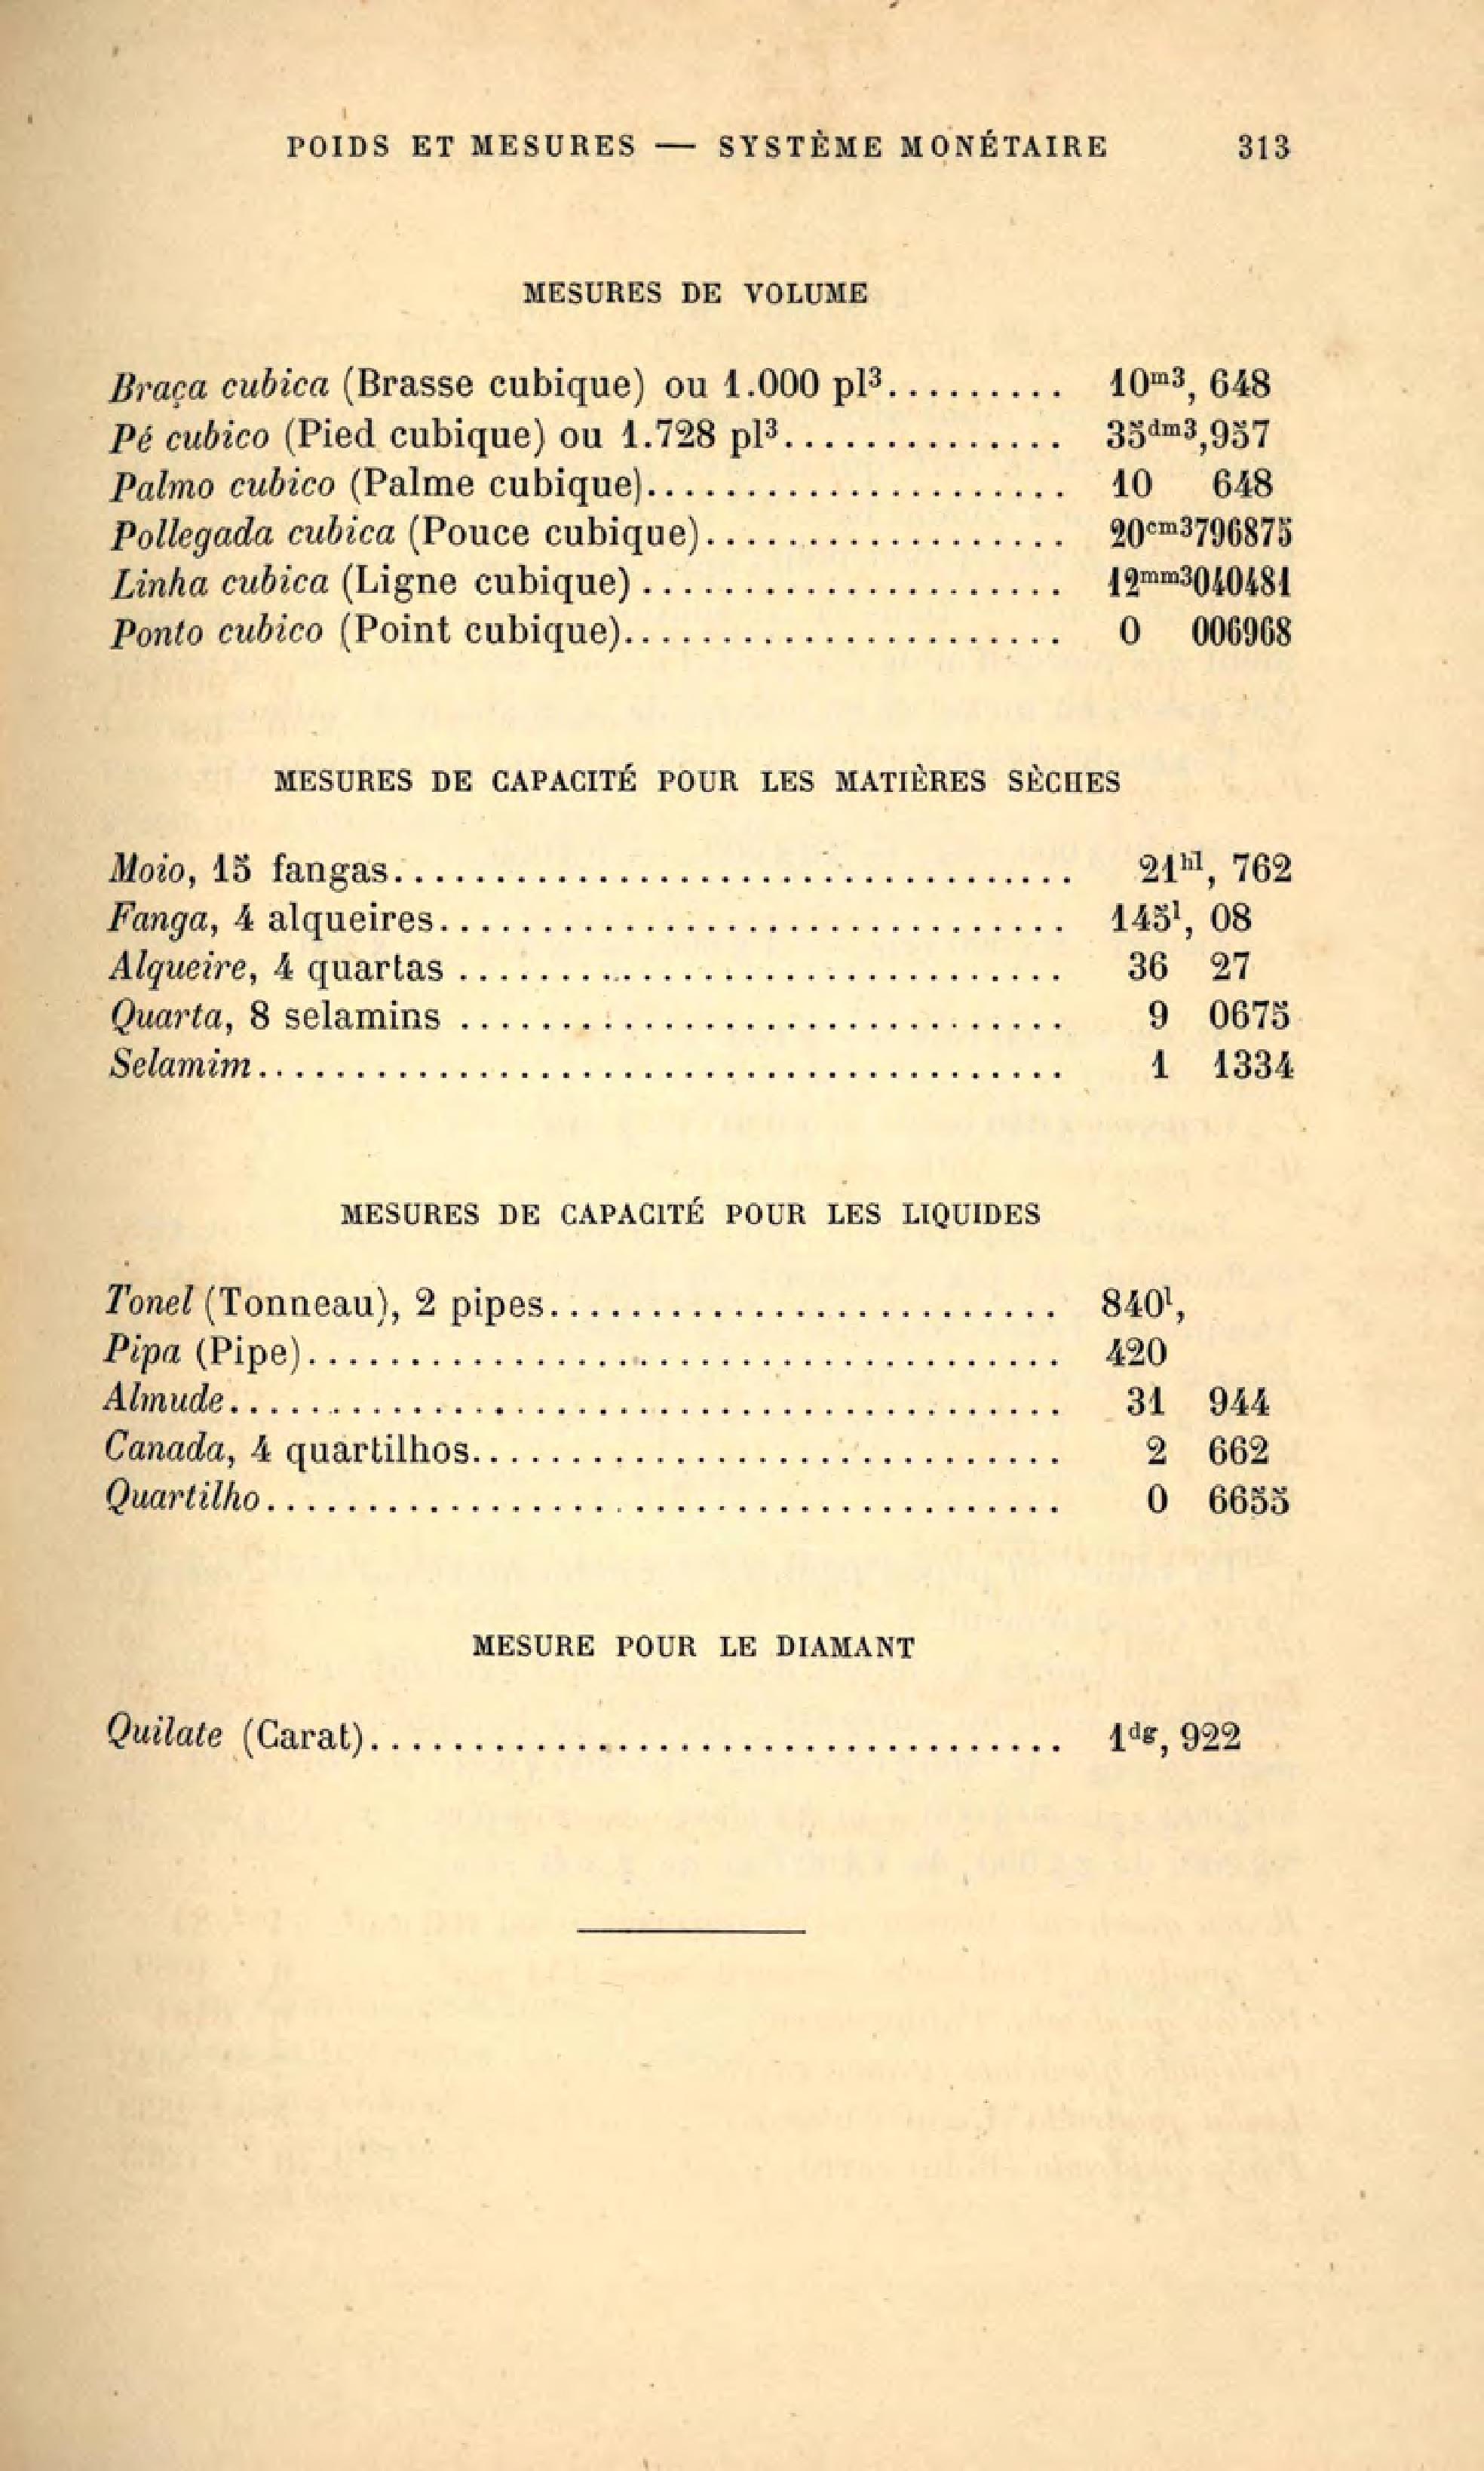 POIDS ET MESURES — SYSTÈME MONÉTAIRE 313
MESURES DE VOLUME
Braça cubica (Brasse cubique) ou 1.000 pl³......... 10ᵐ³, 648
Pé cubico (Pied cubique) ou 1.728 pl³.............. 35ᵈᵐ³,957
Palmo cubico (Palme cubique)..................... 10 648
Pollegada cubica (Pouce cubique).................. 20ᶜᵐ³796875
Linha cubica (Ligne cubique) ..................... 12ᵐᵐ³040481
Ponto cubico (Point cubique)...................... 0 006968
MESURES DE CAPACITÉ POUR LES MATIÈRES SÈCHES
Moio, 15 fangas.................................. 21ʰˡ, 762
Fanga, 4 alqueires............................... 145ˡ, 08
Alqueire, 4 quartas .............................. 36 27
Quarta, 8 selamins .............................. 9 0675
Selamim........................................ 1 1334
MESURES DE CAPACITÉ POUR LES LIQUIDES
Tonel (Tonneau), 2 pipes......................... 840ˡ,
Pipa (Pipe)..................................... 420
Almude......................................... 31 944
Canada, 4 quartilhos............................. 2 662
Quartilho....................................... 0 6655
MESURE POUR LE DIAMANT
Quilate (Carat).................................. 1ᵈᵍ, 922